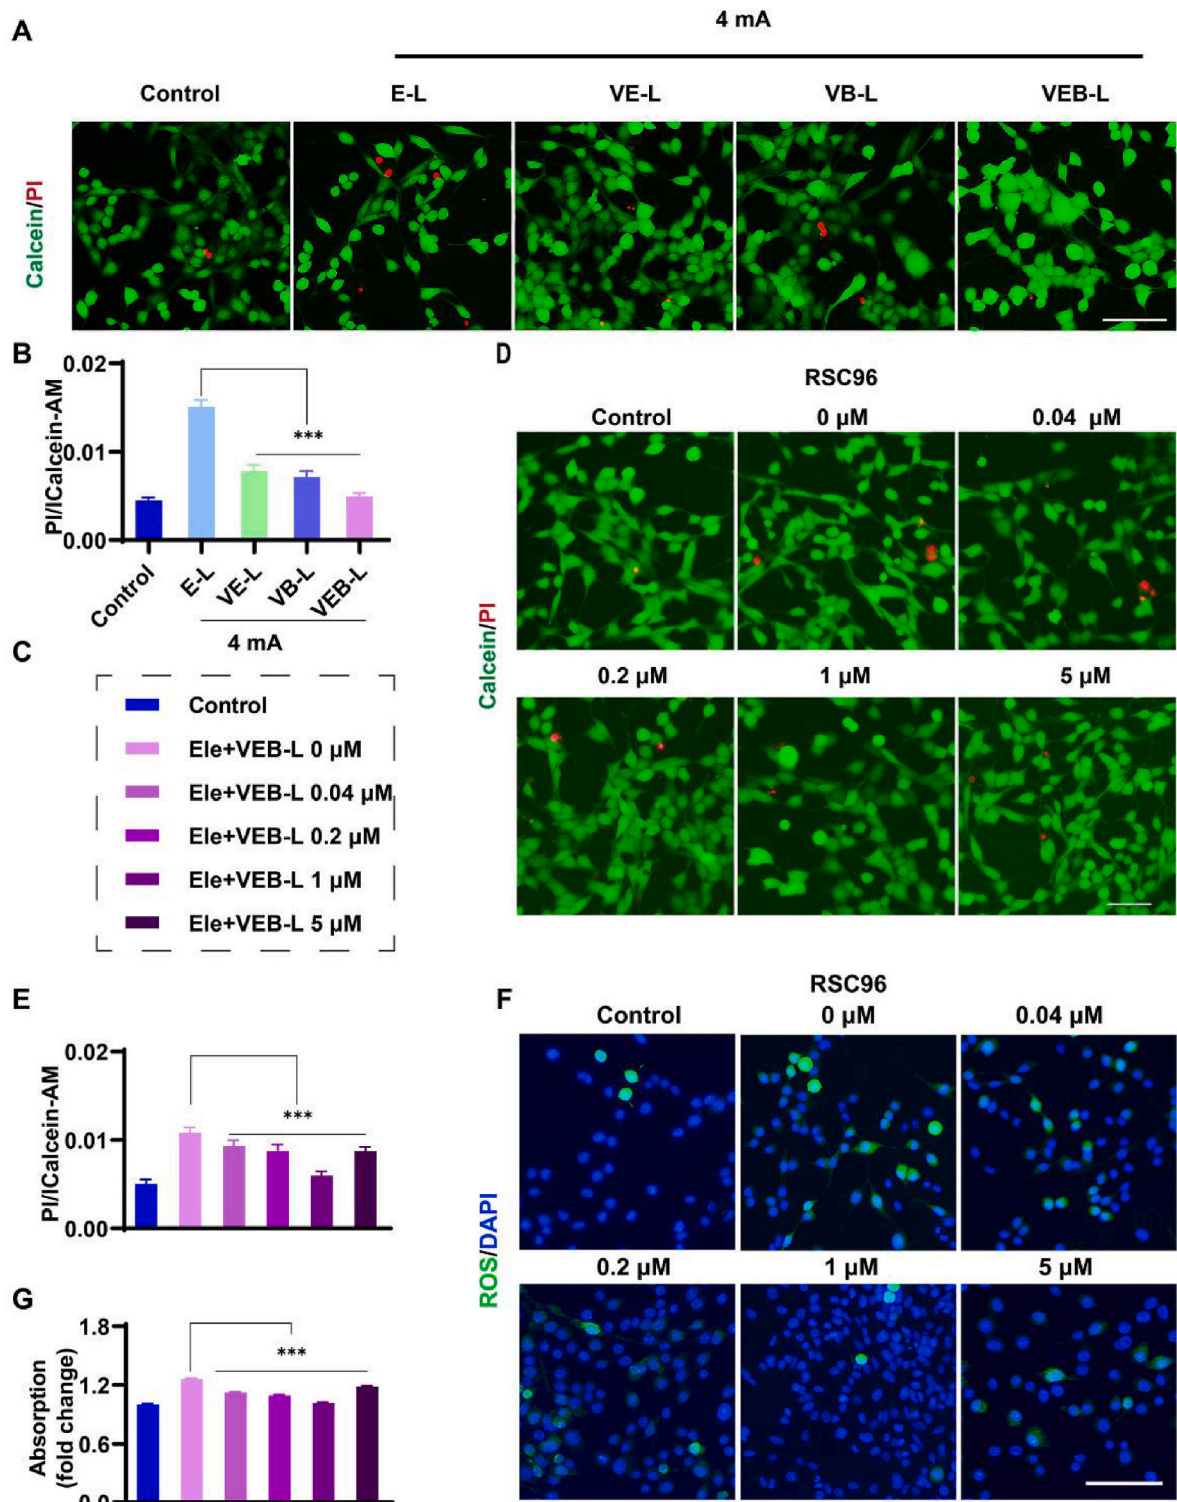 A
4 mA
Control
E-L
VE-L
VB-L
VEB-L
Calcein/PI
B
PI/lCalcein-AM
0.02
0.01
0.00
Control
E-L
VE-L
VB-L
VEB-L
***
4 mA
C
Control
Ele+VEB-L 0 μM
Ele+VEB-L 0.04 μM
Ele+VEB-L 0.2 μM
Ele+VEB-L 1 μM
Ele+VEB-L 5 μM
D
RSC96
Control
0 μM
0.04 μM
Calcein/PI
0.2 μM
1 μM
5 μM
E
PI/lCalcein-AM
0.02
0.01
0.00
***
F
RSC96
Control
0 μM
0.04 μM
ROS/DAPI
0.2 μM
1 μM
5 μM
G
Absorption
(fold change)
1.8
1.2
0.6
0.0
***